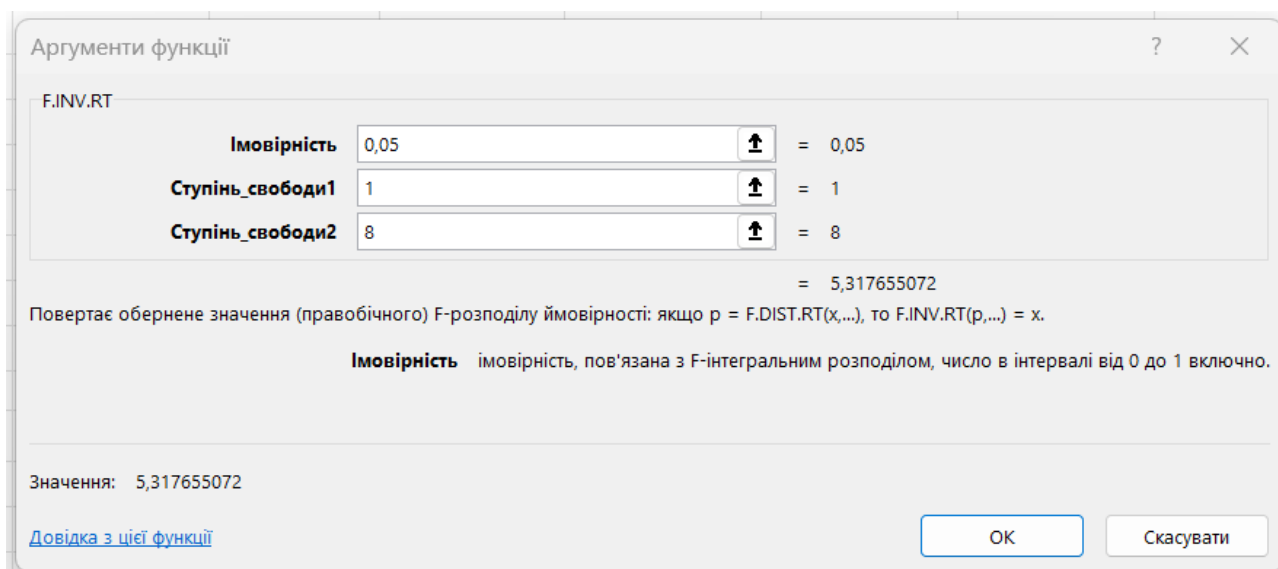 Аргументи функції ?
F.INV.RT
Імовірність 0,05 = 0,05
Ступінь_свободи1 1 = 1
Ступінь_свободи2 8 = 8
= 5,317655072
Повертає обернене значення (правобічного) F-розподілу ймовірності: якщо p = F.DIST.RT(x,...), то F.INV.RT(p,...) = x.
Імовірність імовірність, пов'язана з F-інтегральним розподілом, число в інтервалі від 0 до 1 включно.
Значення: 5,317655072
Довідка з цієї функції ОК Скасувати